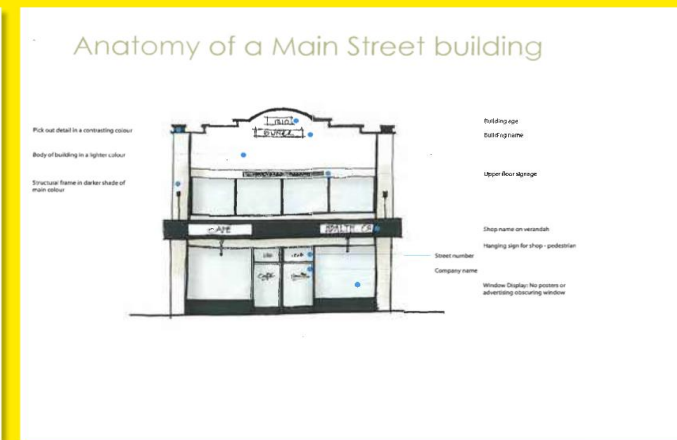 Anatomy of a Main Street building
Pick out detail in a contrasting colour
Body of building in a lighter colour
Structural frame in darker shade of
main colour
Building age
Building name
Upper floor signage
Shop name on verandah
Hanging sign for shop - pedestrian
Street number
Company name
Window Display: No posters or
advertising obscuring window
CAFE
HEALTH